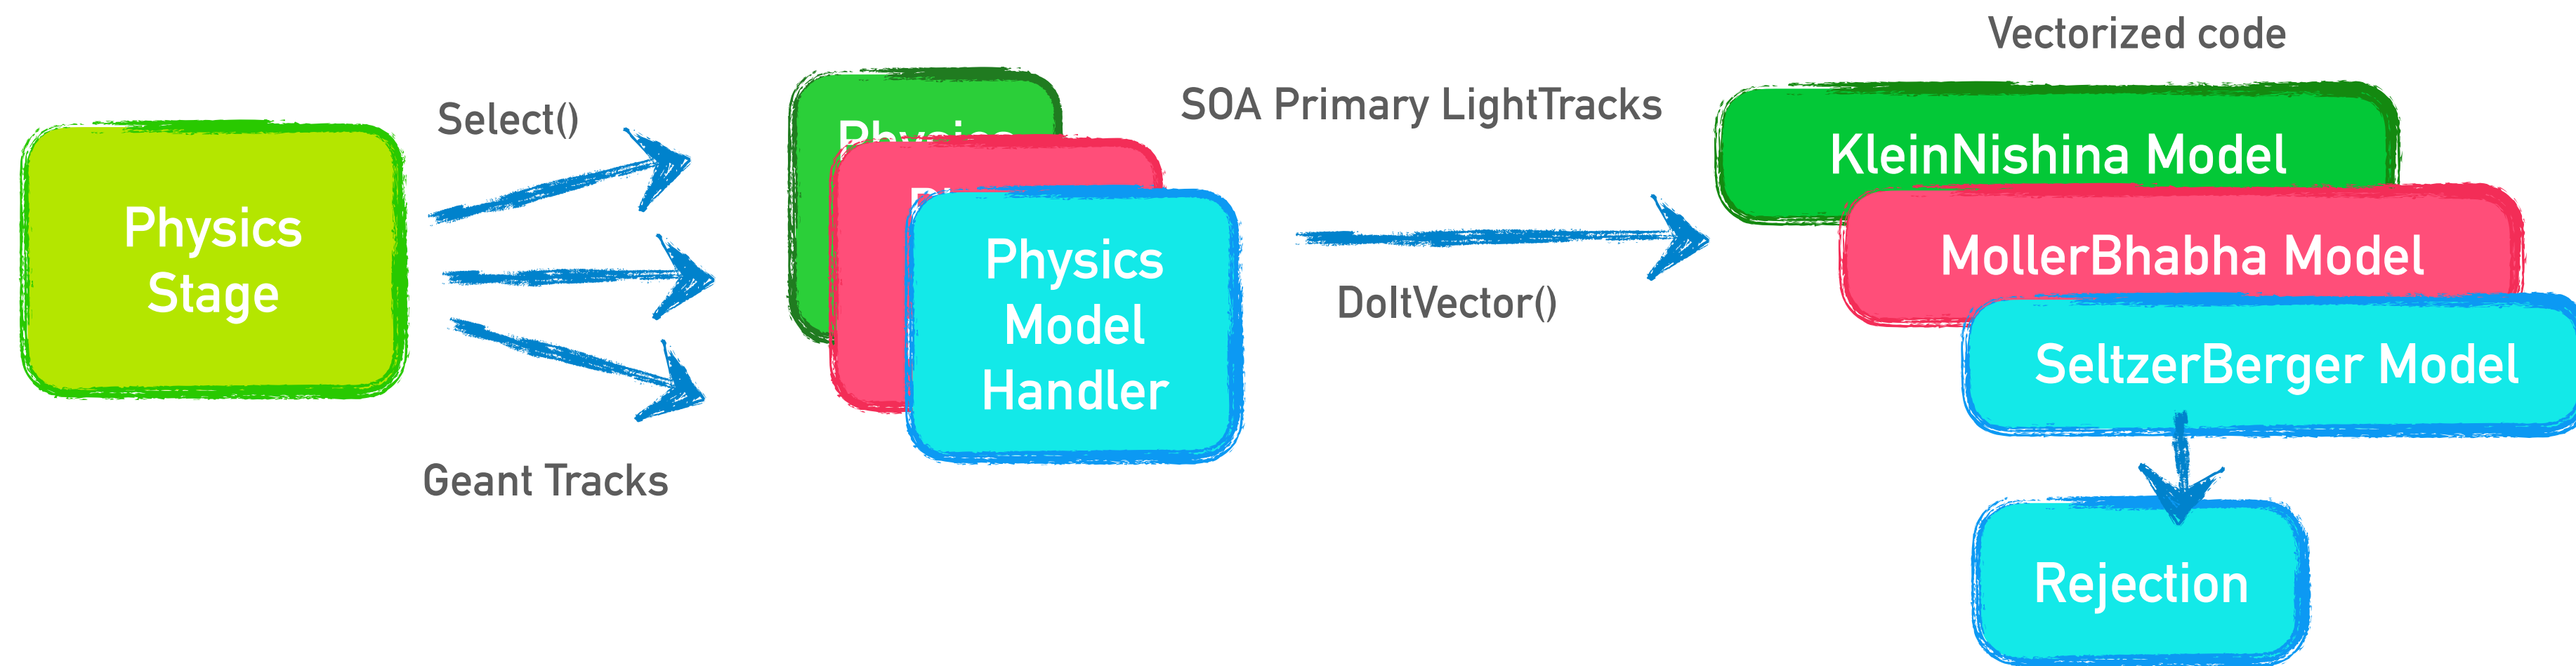 Vectorized code
Select()
SOA Primary LightTracks
Physics
Stage
Physics
Physics
Model
Handler
KleinNishina Model
MollerBhabha Model
SeltzerBerger Model
DoItVector()
Geant Tracks
Rejection